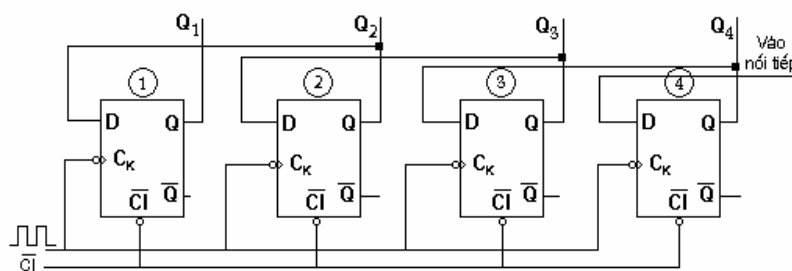 Q1 Q2 Q3 Q4
Vào
nối tiếp
1 2 3 4
D Q D Q D Q D Q
CK CK CK CK
Cl Q Cl Q Cl Q Cl Q
Cl